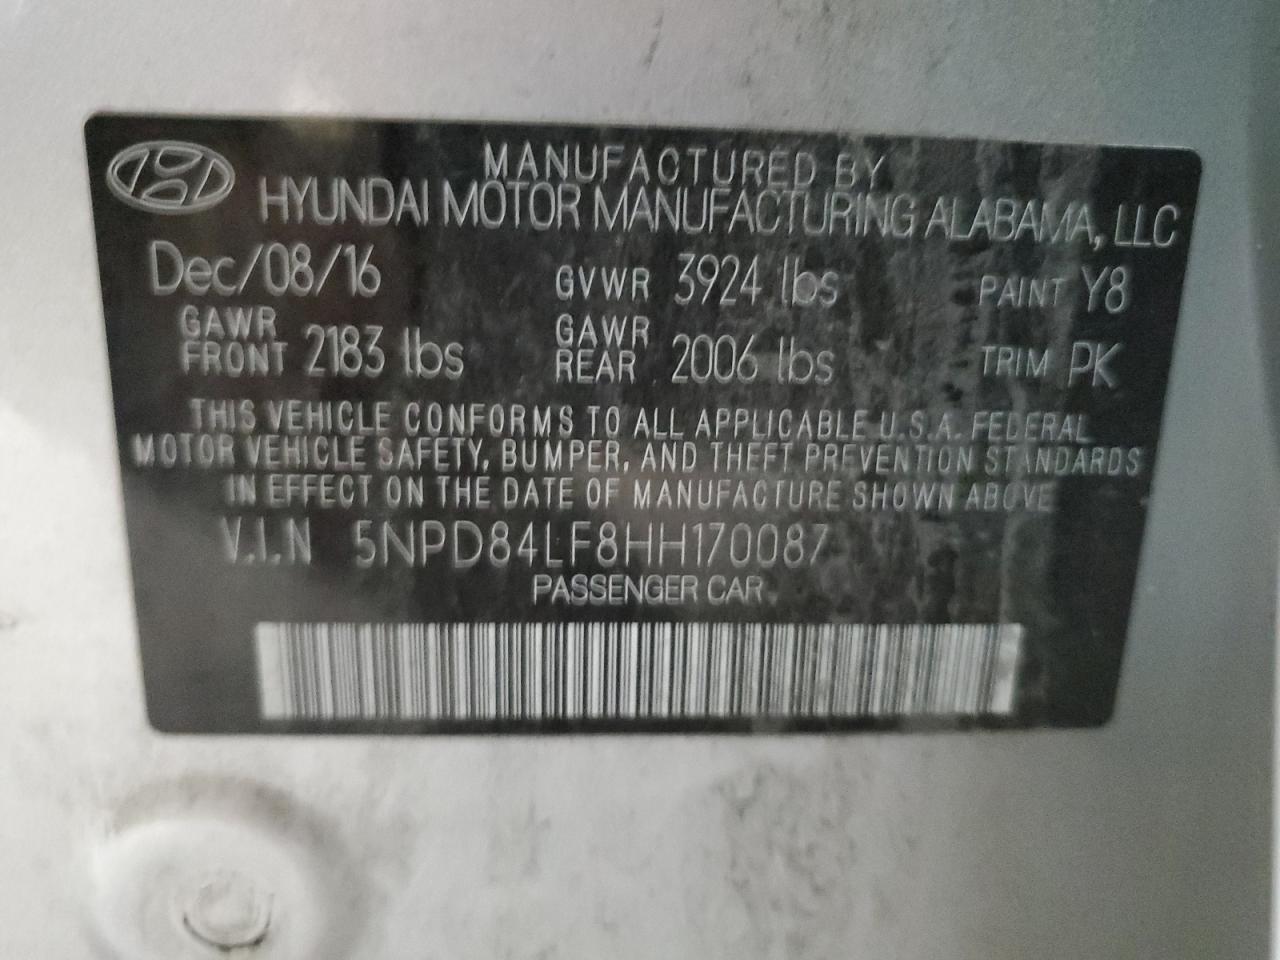 MANUFACTURED BY
HYUNDAI MOTOR MANUFACTURING ALABAMA, LLC
Dec/08/16 GVWR 3924 lbs PAINT Y8
GAWR FRONT 2183 lbs GAWR REAR 2006 lbs TRIM PK
THIS VEHICLE CONFORMS TO ALL APPLICABLE U.S.A. FEDERAL
MOTOR VEHICLE SAFETY, BUMPER, AND THEFT PREVENTION STANDARDS
IN EFFECT ON THE DATE OF MANUFACTURE SHOWN ABOVE
V.I.N 5NPD84LF8HH170087
PASSENGER CAR